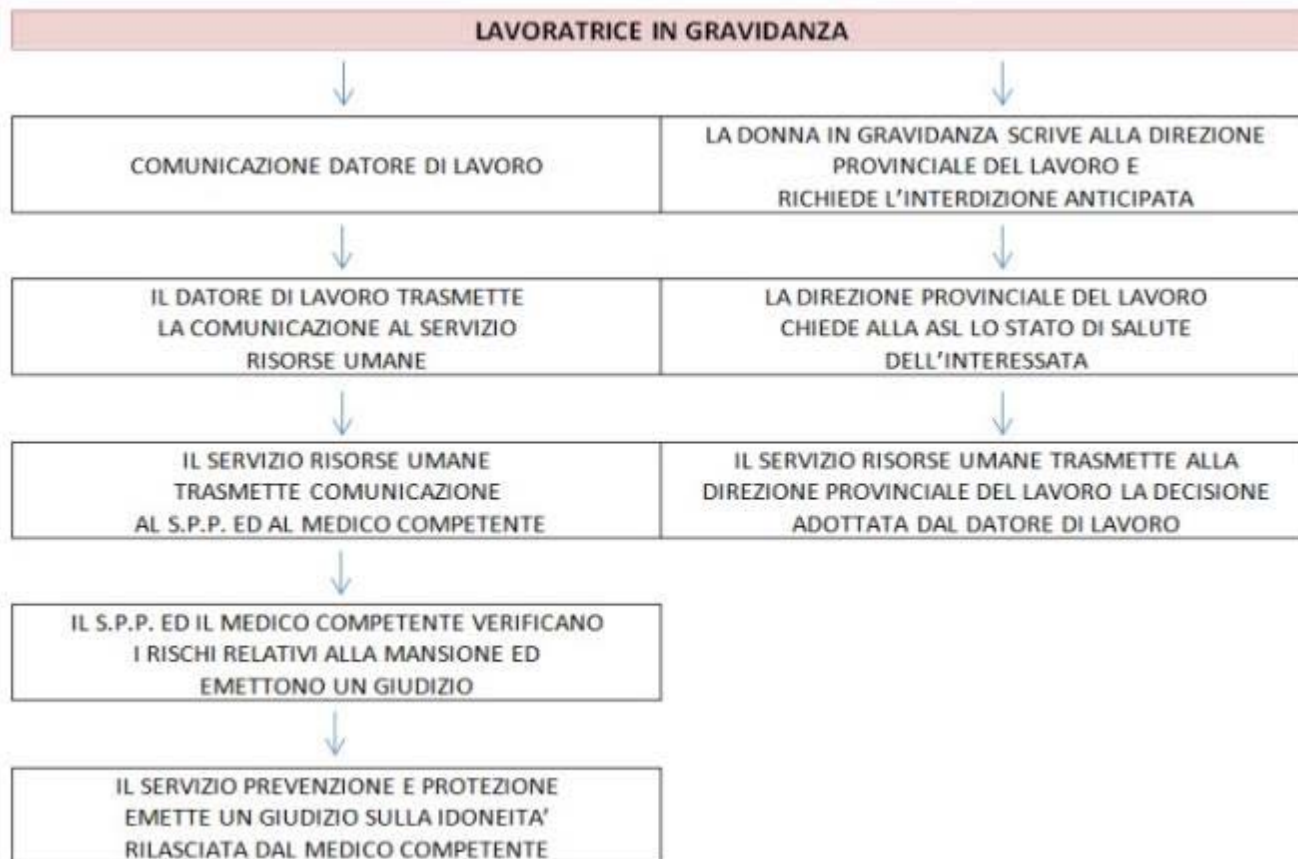 LAVORATRICE IN GRAVIDANZA
COMUNICAZIONE DATORE DI LAVORO
LA DONNA IN GRAVIDANZA SCRIVE ALLA DIREZIONE
PROVINCIALE DEL LAVORO E
RICHIEDE L'INTERDIZIONE ANTICIPATA
IL DATORE DI LAVORO TRASMETTE
LA COMUNICAZIONE AL SERVIZIO
RISORSE UMANE
LA DIREZIONE PROVINCIALE DEL LAVORO
CHIEDE ALLA ASL LO STATO DI SALUTE
DELL'INTERESSATA
IL SERVIZIO RISORSE UMANE
TRASMETTE COMUNICAZIONE
AL S.P.P. ED AL MEDICO COMPETENTE
IL SERVIZIO RISORSE UMANE TRASMETTE ALLA
DIREZIONE PROVINCIALE DEL LAVORO LA DECISIONE
ADOTTATA DAL DATORE DI LAVORO
IL S.P.P. ED IL MEDICO COMPETENTE VERIFICANO
I RISCHI RELATIVI ALLA MANSIONE ED
EMETTONO UN GIUDIZIO
IL SERVIZIO PREVENZIONE E PROTEZIONE
EMETTE UN GIUDIZIO SULLA IDONEITA'
RILASCIATA DAL MEDICO COMPETENTE